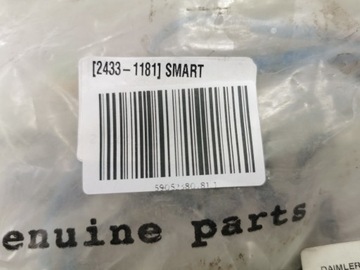 [2433-1181] SMART
enuine parts
DAIMLER